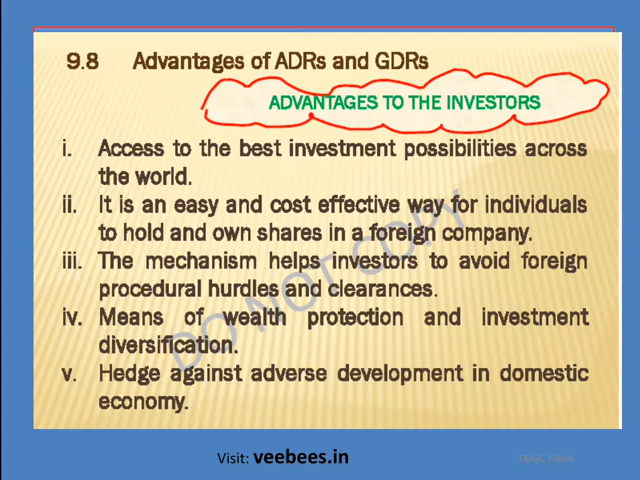 9.8 Advantages of ADRs and GDRs
ADVANTAGES TO THE INVESTORS
i. Access to the best investment possibilities across
the world.
ii. It is an easy and cost effective way for individuals
to hold and own shares in a foreign company.
iii. The mechanism helps investors to avoid foreign
procedural hurdles and clearances.
iv. Means of wealth protection and investment
diversification.
v. Hedge against adverse development in domestic
economy.
DO NOT COPY
Visit: veebees.in